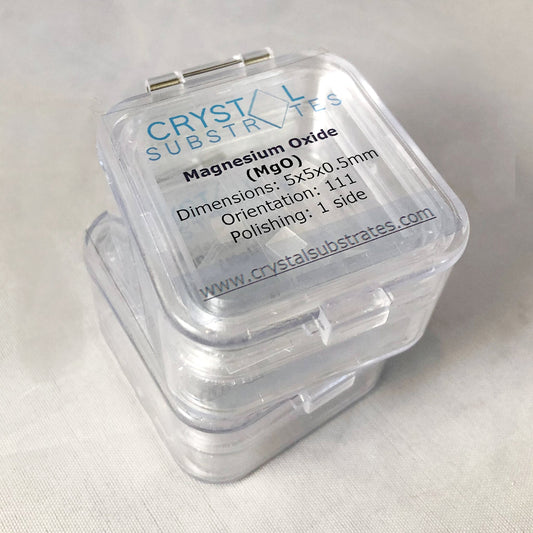 CRYSTAL
SUBSTRATES
Magnesium Oxide
(MgO)
Dimensions: 5x5x0.5mm
Orientation: 111
Polishing: 1 side
www.crystalsubstrates.com